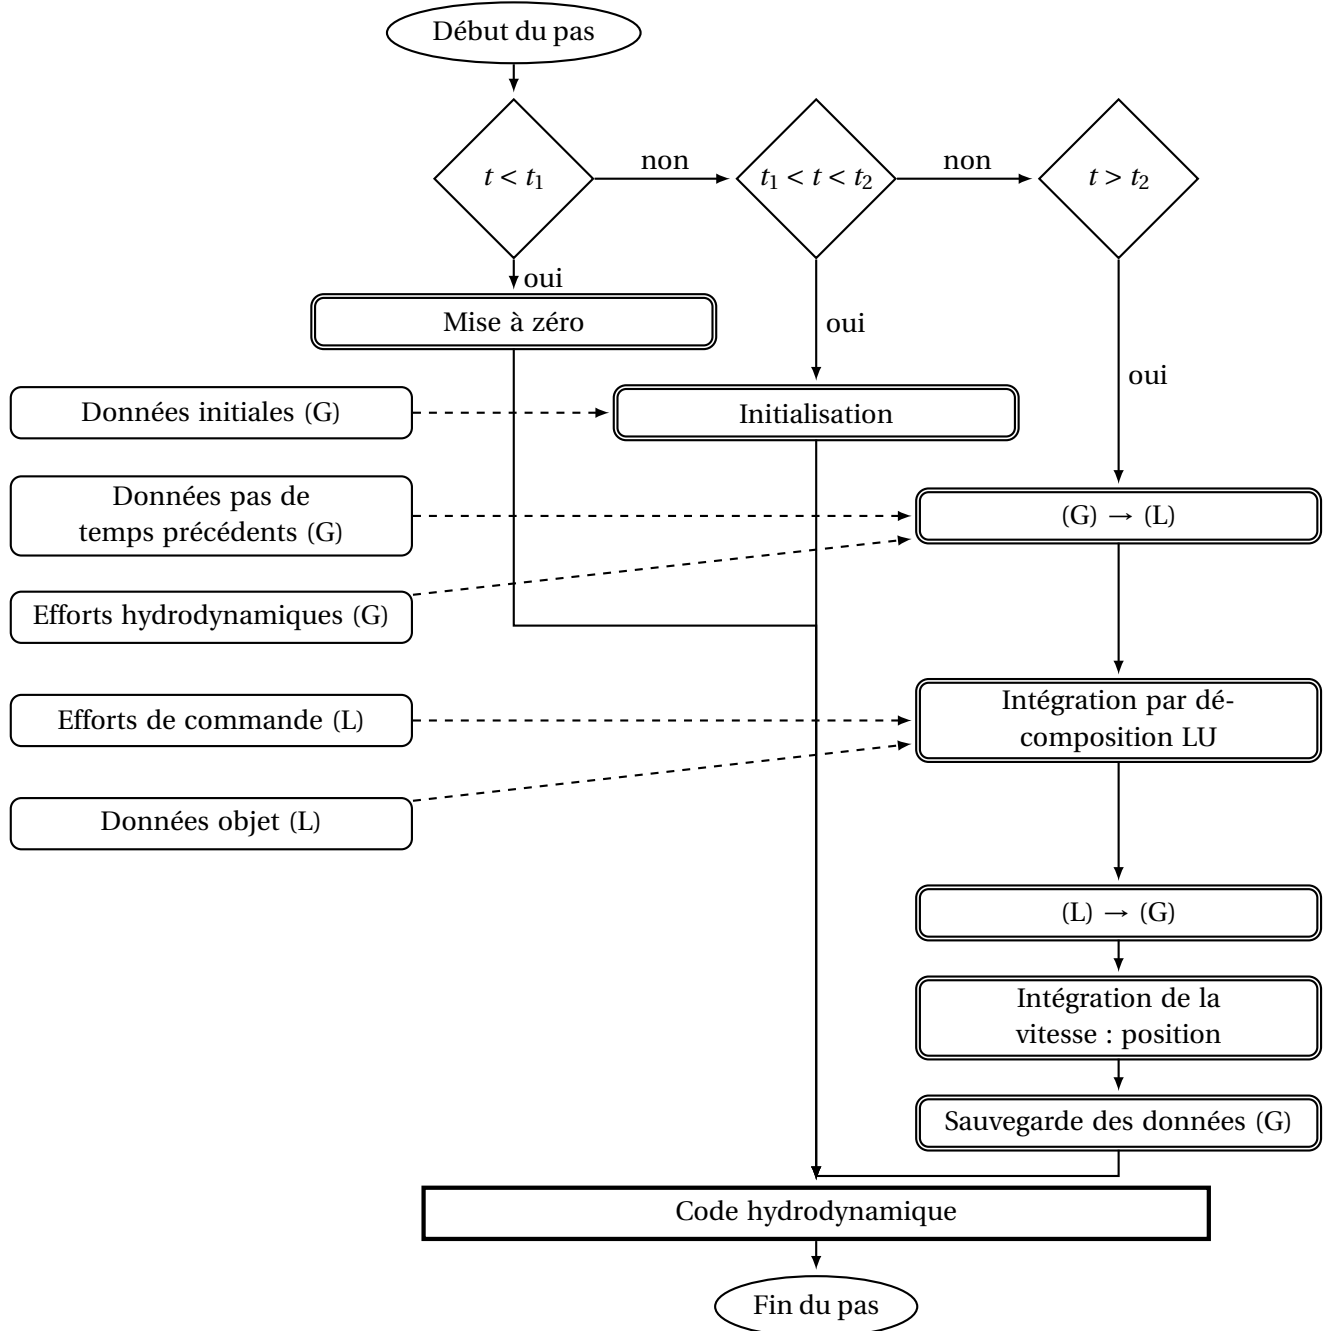 Début du pas
t < t₁
non
t₁ < t < t₂
non
t > t₂
oui
Mise à zéro
oui
oui
Données initiales (G)
Initialisation
Données pas de
temps précédents (G)
(G) → (L)
Efforts hydrodynamiques (G)
Efforts de commande (L)
Intégration par dé-
composition LU
Données objet (L)
(L) → (G)
Intégration de la
vitesse : position
Sauvegarde des données (G)
Code hydrodynamique
Fin du pas